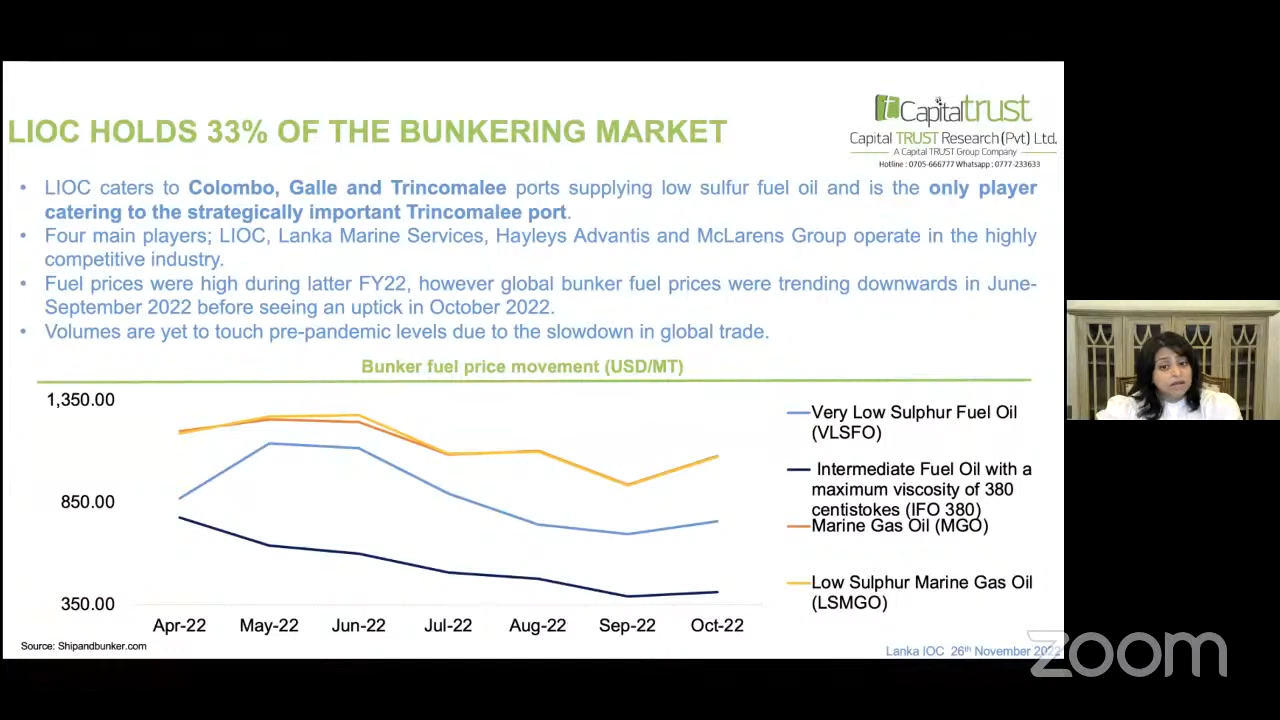 LIOC HOLDS 33% OF THE BUNKERING MARKET
Capitaltrust
Capital TRUST Research (Pvt) Ltd.
A Capital TRUST Group Company
Hotline : 0705-666777 Whatsapp : 0777-233633
• LIOC caters to Colombo, Galle and Trincomalee ports supplying low sulfur fuel oil and is the only player
catering to the strategically important Trincomalee port.
• Four main players; LIOC, Lanka Marine Services, Hayleys Advantis and McLarens Group operate in the highly
competitive industry.
• Fuel prices were high during latter FY22, however global bunker fuel prices were trending downwards in June-
September 2022 before seeing an uptick in October 2022.
• Volumes are yet to touch pre-pandemic levels due to the slowdown in global trade.
Bunker fuel price movement (USD/MT)
1,350.00
850.00
350.00
Apr-22 May-22 Jun-22 Jul-22 Aug-22 Sep-22 Oct-22
Very Low Sulphur Fuel Oil
(VLSFO)
Intermediate Fuel Oil with a
maximum viscosity of 380
centistokes (IFO 380)
Marine Gas Oil (MGO)
Low Sulphur Marine Gas Oil
(LSMGO)
Source: Shipandbunker.com
Lanka IOC 26th November 2022
zoom